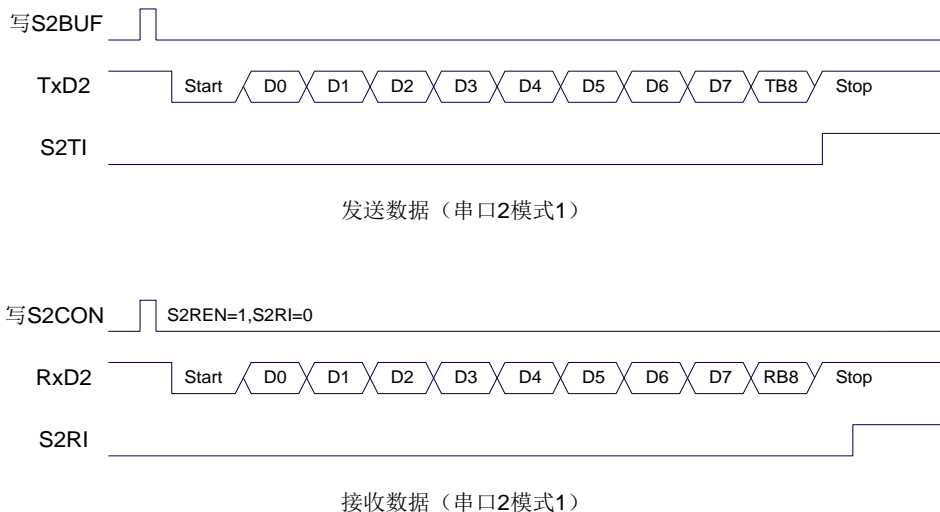 写S2BUF
TxD2 Start D0 D1 D2 D3 D4 D5 D6 D7 TB8 Stop
S2TI
发送数据（串口2模式1）
写S2CON S2REN=1,S2RI=0
RxD2 Start D0 D1 D2 D3 D4 D5 D6 D7 RB8 Stop
S2RI
接收数据（串口2模式1）